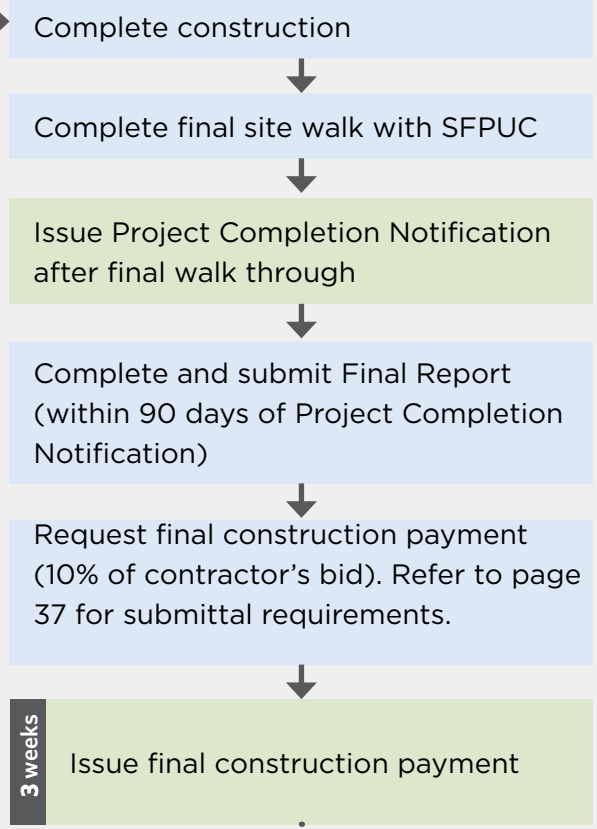 Complete construction
Complete final site walk with SFPUC
Issue Project Completion Notification
after final walk through
Complete and submit Final Report
(within 90 days of Project Completion
Notification)
Request final construction payment
(10% of contractor’s bid). Refer to page
37 for submittal requirements.
3 weeks
Issue final construction payment